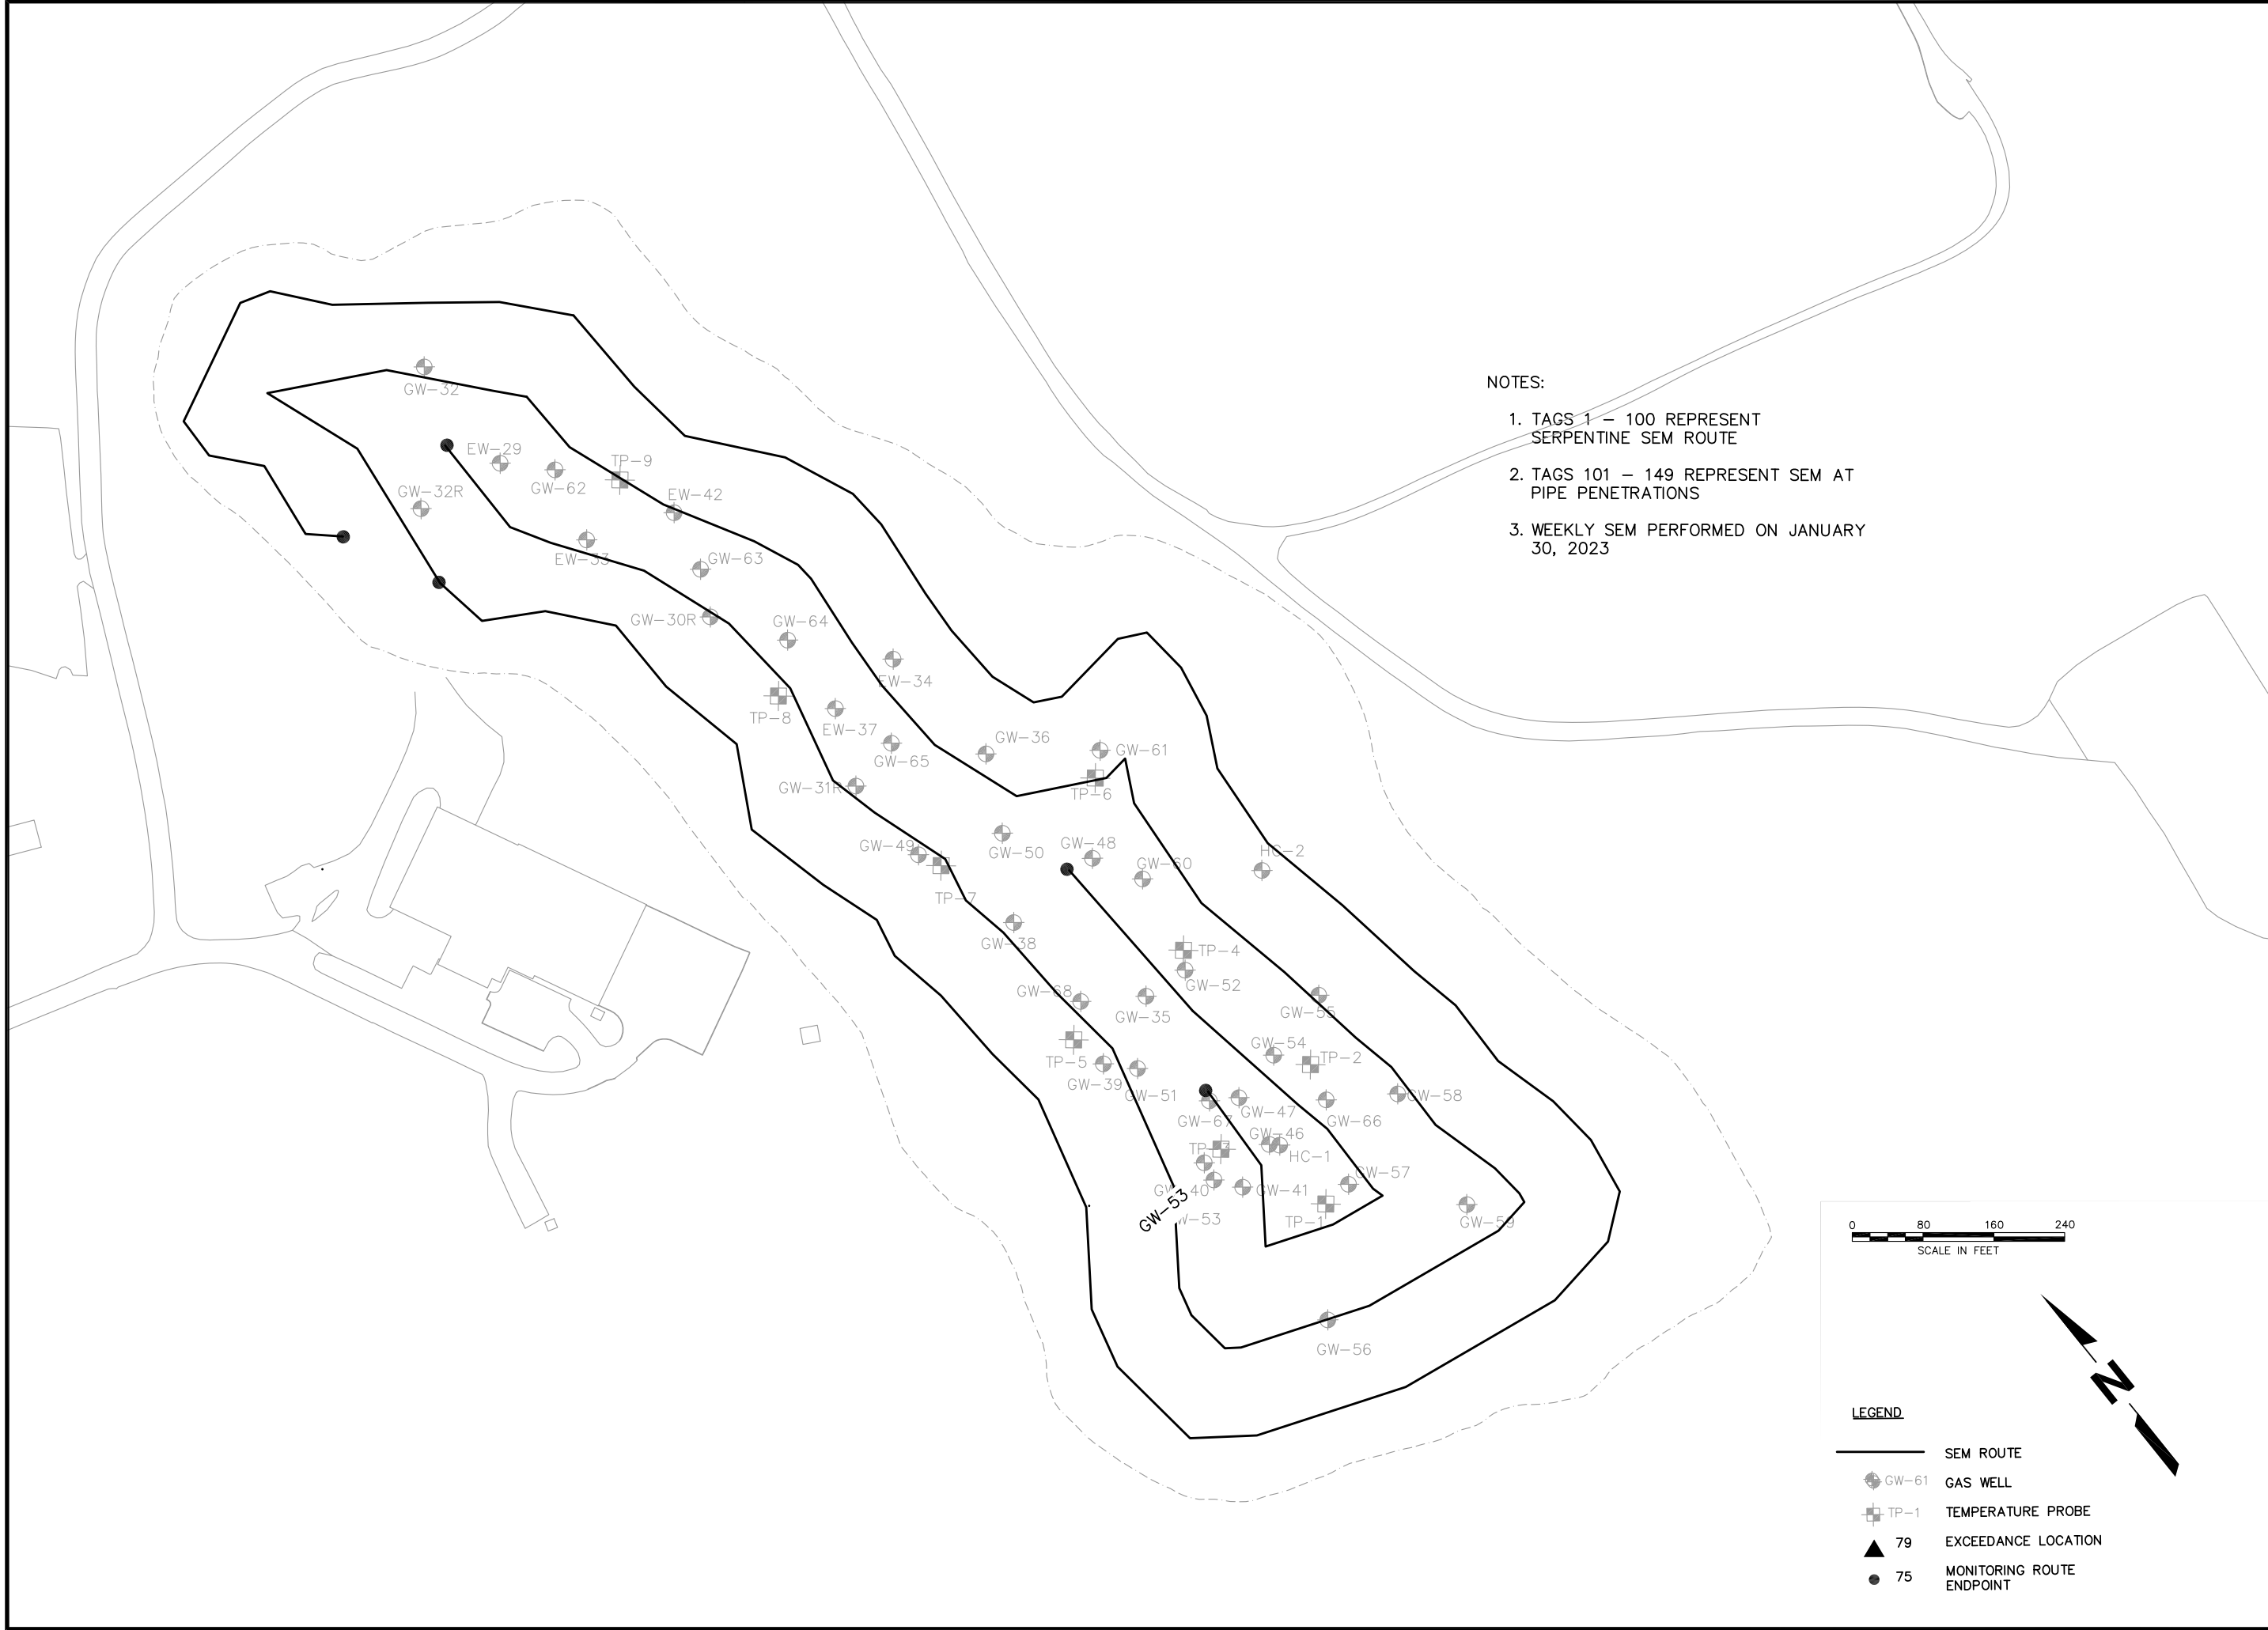 GW-32
EW-29
TP-9
GW-62
GW-32R
EW-42
EW-33
GW-63
GW-30R
GW-64
EW-34
TP-8
EW-37
GW-65
GW-36
GW-61
TP-6
GW-31R
GW-49
GW-50
GW-48
GW-60
HC-2
TP-7
GW-38
TP-4
GW-52
GW-68
GW-35
GW-55
TP-5
GW-39
GW-51
GW-54
TP-2
GW-58
GW-67
GW-47
GW-66
GW-46
TP-3
HC-1
GW-57
GW-40
GW-41
GW-53
W-53
TP-1
GW-59
GW-56
NOTES:
1. TAGS 1 - 100 REPRESENT
SERPENTINE SEM ROUTE
2. TAGS 101 - 149 REPRESENT SEM AT
PIPE PENETRATIONS
3. WEEKLY SEM PERFORMED ON JANUARY
30, 2023
0 80 160 240
SCALE IN FEET
N
LEGEND
SEM ROUTE
GW-61 GAS WELL
TP-1 TEMPERATURE PROBE
79 EXCEEDANCE LOCATION
75 MONITORING ROUTE
ENDPOINT